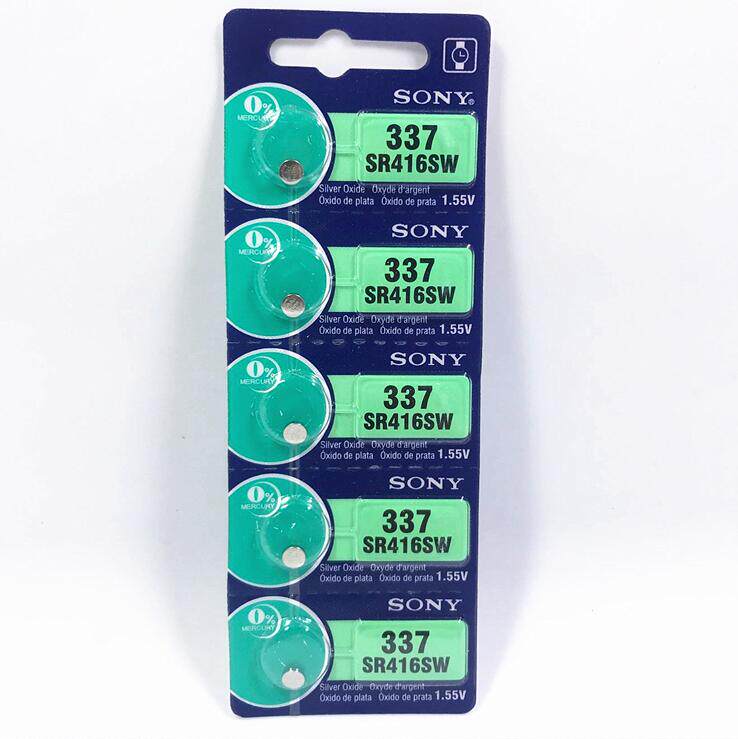 SONY®
0%
MERCURY
337
SR416SW
Silver Oxide Oxyde d'argent
Óxido de plata Óxido de prata 1.55V
SONY
0%
MERCURY
337
SR416SW
Silver Oxide Oxyde d'argent
Óxido de plata Óxido de prata 1.55V
SONY
0%
MERCURY
337
SR416SW
Silver Oxide Oxyde d'argent
Óxido de plata Óxido de prata 1.55V
SONY
0%
MERCURY
337
SR416SW
Silver Oxide Oxyde d'argent
Óxido de plata Óxido de prata 1.55V
SONY
0%
MERCURY
337
SR416SW
Silver Oxide Oxyde d'argent
Óxido de plata Óxido de prata 1.55V